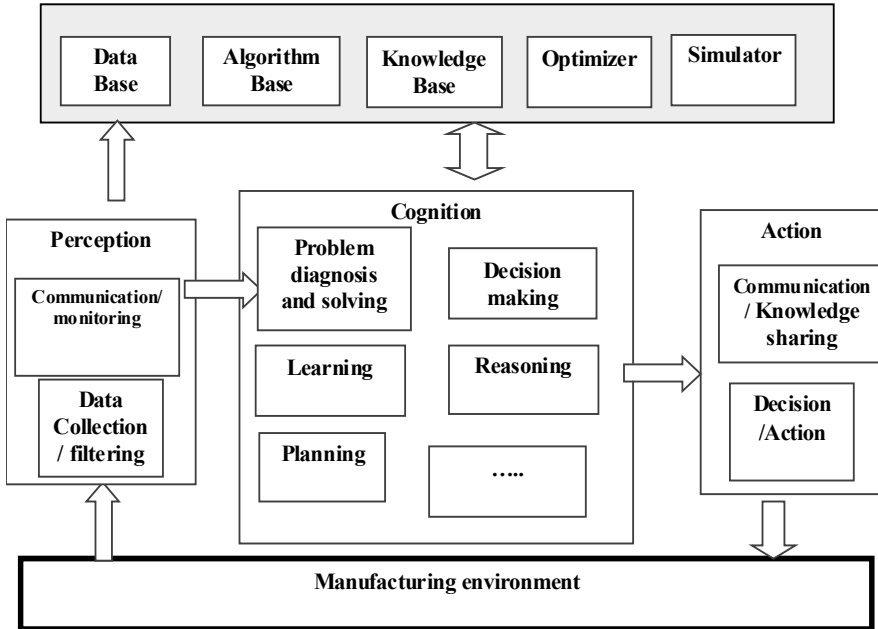 Data
Base
Algorithm
Base
Knowledge
Base
Optimizer
Simulator
Perception
Communication/
monitoring
Data
Collection
/ filtering
Cognition
Problem
diagnosis
and solving
Decision
making
Learning
Reasoning
Planning
…..
Action
Communication
/ Knowledge
sharing
Decision
/Action
Manufacturing environment